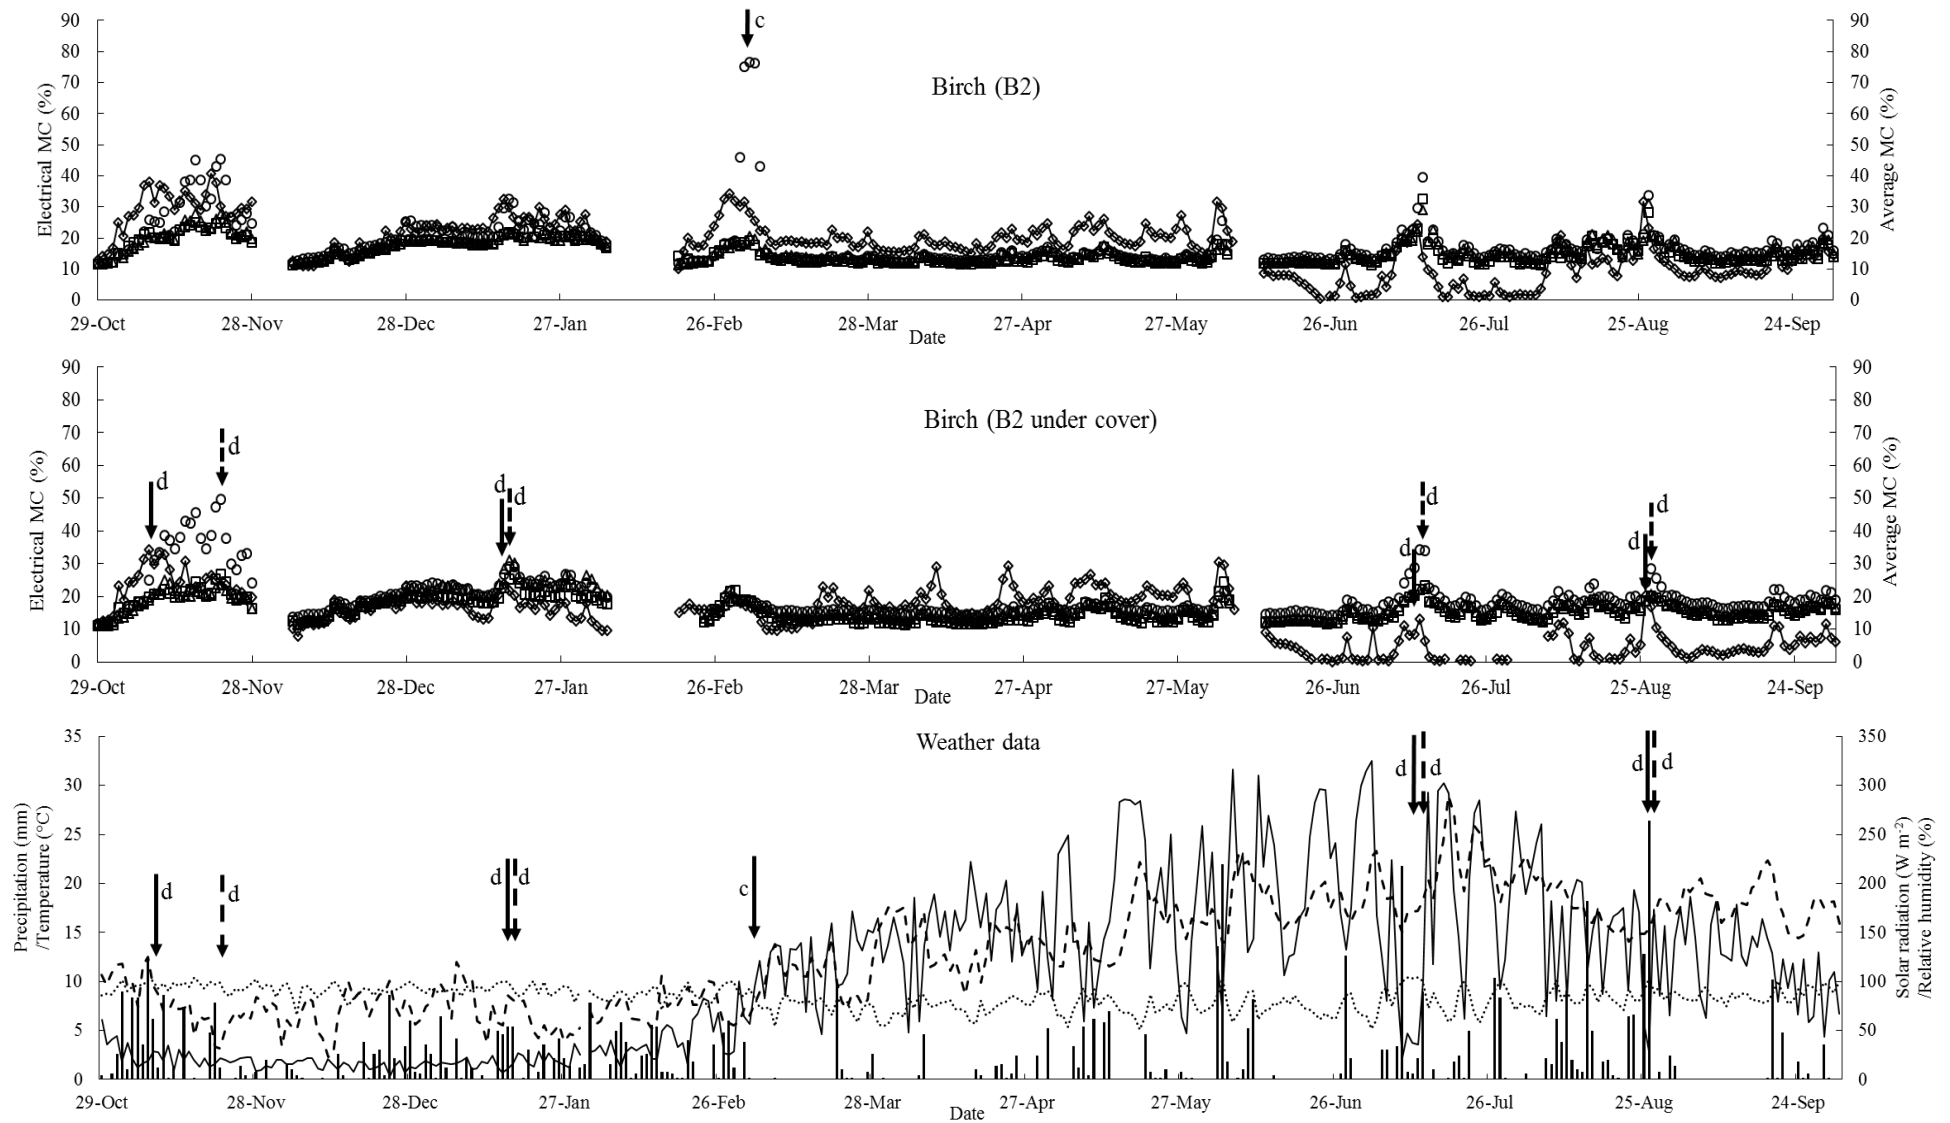 c
Birch (B2)
Electrical MC (%)
90
80
70
60
50
40
30
20
10
0
90
80
70
60
50
40
30
20
10
0
Avetrage MC (%)
29-Oct 28-Nov 28-Dec 27-Jan 26-Feb 28-Mar 27-Apr 27-May 26-Jun 26-Jul 25-Aug 24-Sep
Date
Birch (B2 under cover)
Electrical MC (%)
90
80
70
60
50
40
30
20
10
0
d d d d d d d d
90
80
70
60
50
40
30
20
10
0
Avetrage MC (%)
29-Oct 28-Nov 28-Dec 27-Jan 26-Feb 28-Mar 27-Apr 27-May 26-Jun 26-Jul 25-Aug 24-Sep
Date
Weather data
Precipitation (mm)
/Temperature (°C)
35
30
25
20
15
10
5
0
d d d d c d d d d
350
300
250
200
150
100
50
0
Solar radiation (W m-2)
/Relative humidity (%)
29-Oct 28-Nov 28-Dec 27-Jan 26-Feb 28-Mar 27-Apr 27-May 26-Jun 26-Jul 25-Aug 24-Sep
Date